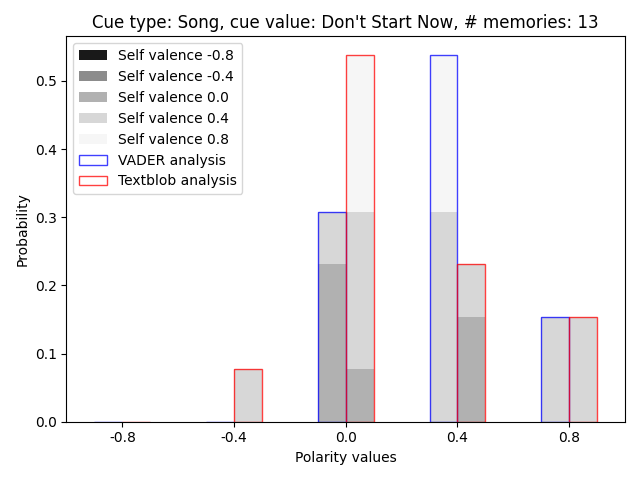 Cue type: Song, cue value: Don't Start Now, # memories: 13
Self valence -0.8
Self valence -0.4
Self valence 0.0
Self valence 0.4
Self valence 0.8
VADER analysis
Textblob analysis
Probability
0.5
0.4
0.3
0.2
0.1
0.0
-0.8 -0.4 0.0 0.4 0.8
Polarity values